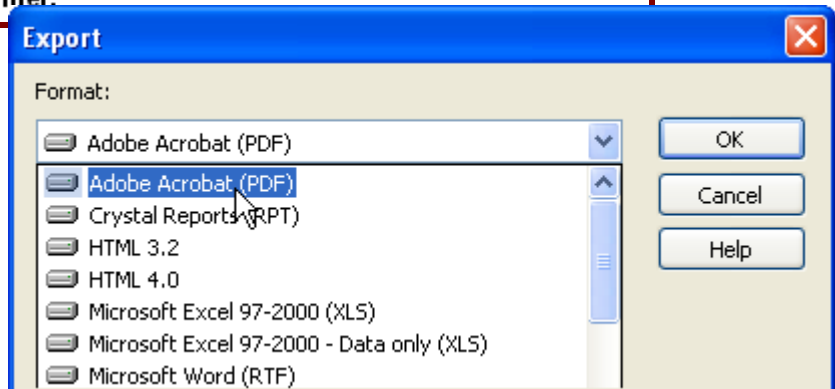 Export
Format:
Adobe Acrobat (PDF)
OK
Adobe Acrobat (PDF)
Cancel
Crystal Reports (RPT)
HTML 3.2
Help
HTML 4.0
Microsoft Excel 97-2000 (XLS)
Microsoft Excel 97-2000 - Data only (XLS)
Microsoft Word (RTF)